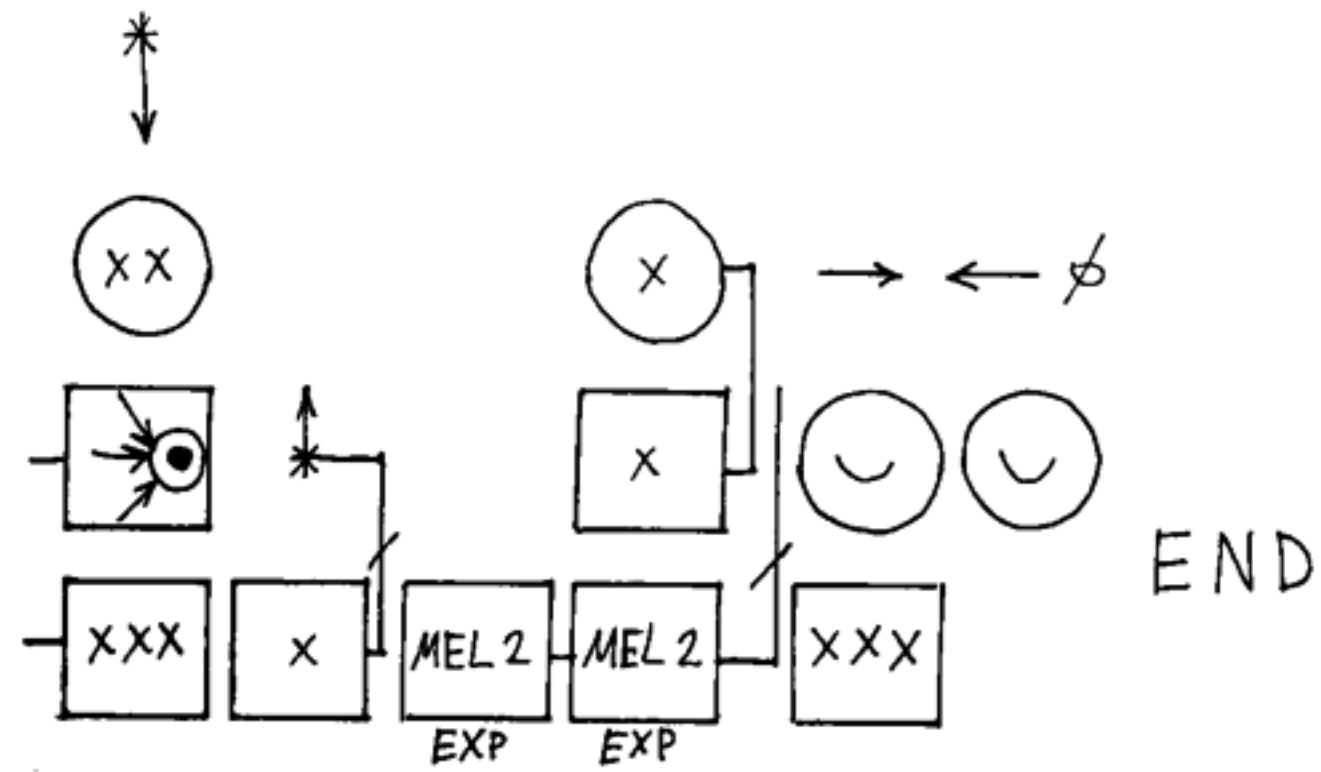 *
XX X ∅
X
END
XXX X MEL 2 MEL 2 XXX
EXP EXP